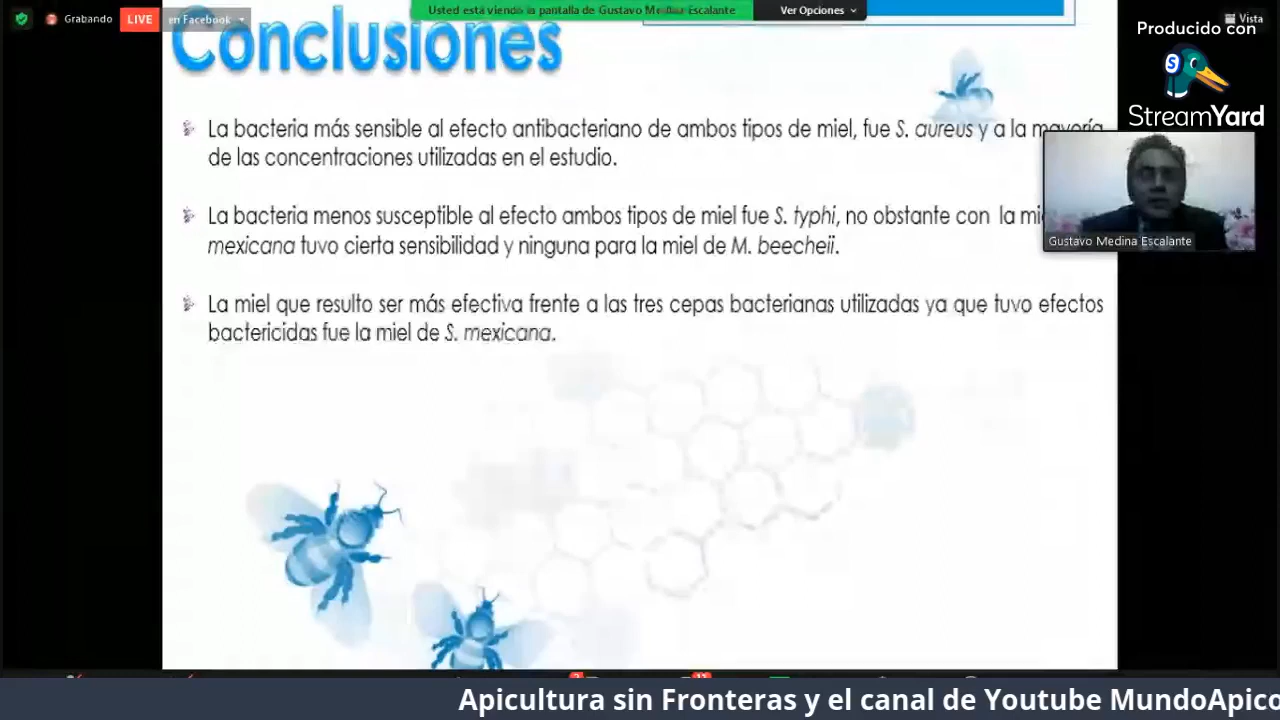 Grabando
LIVE en Facebook
Usted está viendo la pantalla de Gustavo Medina Escalante
Ver Opciones
Vista
Producido con
StreamYard
Conclusiones
La bacteria más sensible al efecto antibacteriano de ambos tipos de miel, fue S. aureus y a la mayoría
de las concentraciones utilizadas en el estudio.
Gustavo Medina Escalante
La bacteria menos susceptible al efecto ambos tipos de miel fue S. typhi, no obstante con la
mexicana tuvo cierta sensibilidad y ninguna para la miel de M. beecheii.
La miel que resulto ser más efectiva frente a las tres cepas bacterianas utilizadas ya que tuvo efectos
bactericidas fue la miel de S. mexicana.
Apicultura sin Fronteras y el canal de Youtube MundoApico